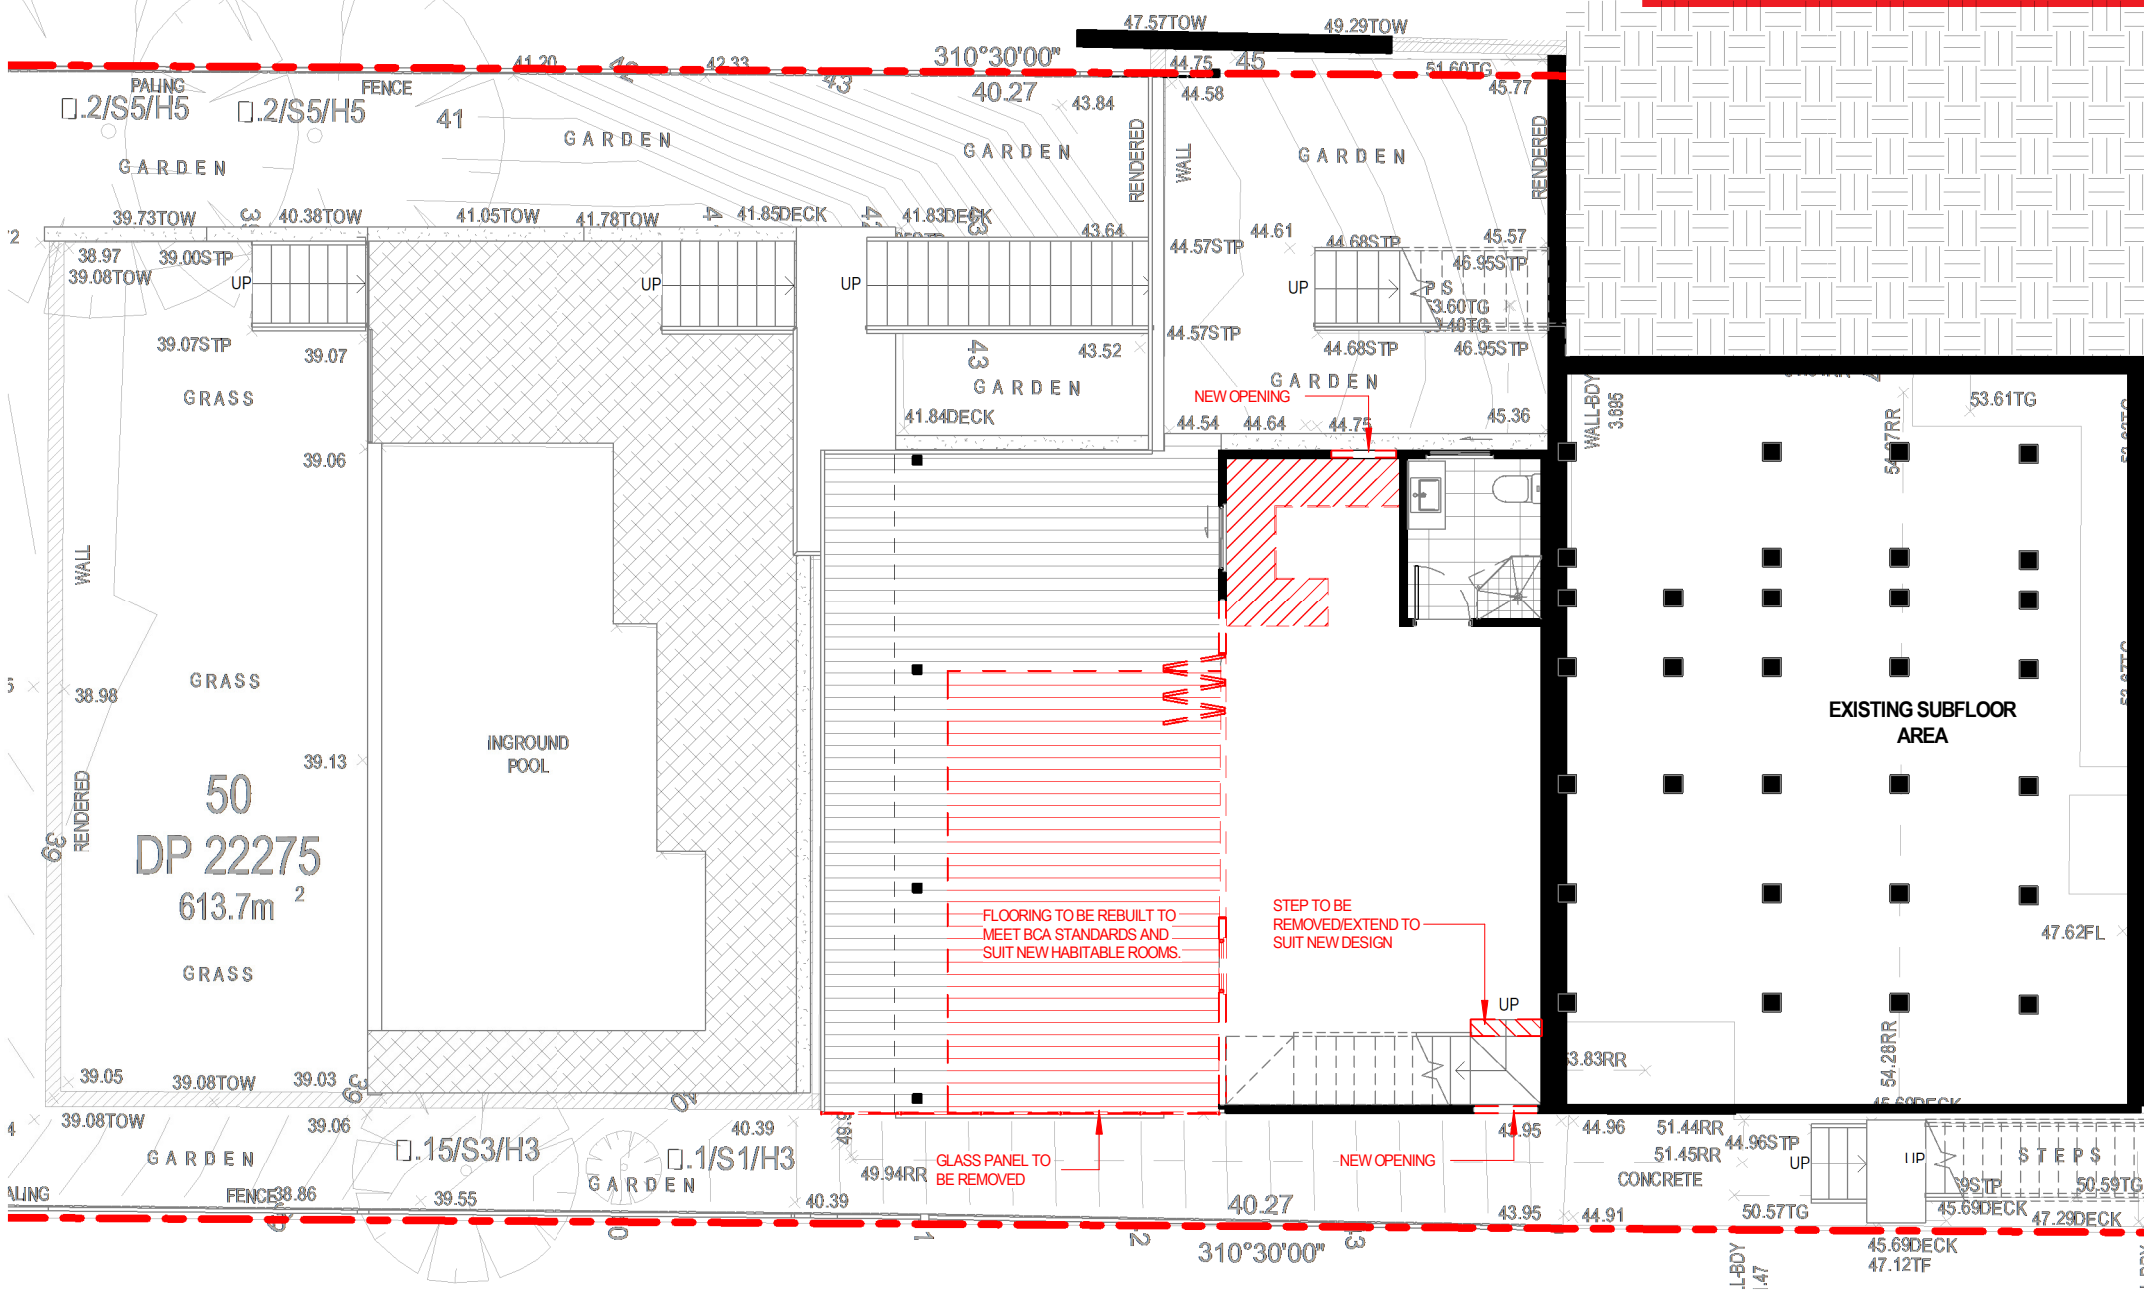 47.57TOW
49.29TOW
310°30'00"
40.27
41.20
42.33
43
44.75
45
51.60TG
45.77
PALING
FENCE
.2/S5/H5
.2/S5/H5
41
43.84
44.58
GARDEN
GARDEN
GARDEN
GARDEN
RENDERED
WALL
RENDERED
39.73TOW
40.38TOW
41.05TOW
41.78TOW
41.85DECK
41.83DECK
43.64
38.97
39.00STP
39.08TOW
UP
UP
UP
UP
44.57STP
44.61
44.68STP
45.57
46.95STP
53.60TG
39.07STP
39.07
43
43.52
44.57STP
44.68STP
46.95STP
GRASS
GARDEN
GARDEN
NEW OPENING
41.84DECK
44.54
44.64
44.75
45.36
WALL-BDY
3.695
53.61TG
54.07RR
39.06
WALL
GRASS
38.98
39.13
INGROUND
POOL
EXISTING SUBFLOOR
AREA
50
DP 22275
613.7m 2
RENDERED
39
GRASS
FLOORING TO BE REBUILT TO
MEET BCA STANDARDS AND
SUIT NEW HABITABLE ROOMS.
STEP TO BE
REMOVED/EXTEND TO
SUIT NEW DESIGN
UP
47.62FL
54.28RR
39.05
39.08TOW
39.03
39
39.08TOW
39.06
40.39
43.95
44.96
51.44RR
44.96STP
51.45RR
45.69DECK
GARDEN
.15/S3/H3
.1/S1/H3
GARDEN
49.94RR
GLASS PANEL TO
BE REMOVED
NEW OPENING
CONCRETE
UP
UP
STEPS
FENCE
38.86
39.55
40.39
40.27
310°30'00"
43.95
44.91
50.57TG
45.69DECK
50.59TG
47.29DECK
45.69DECK
47.12TF